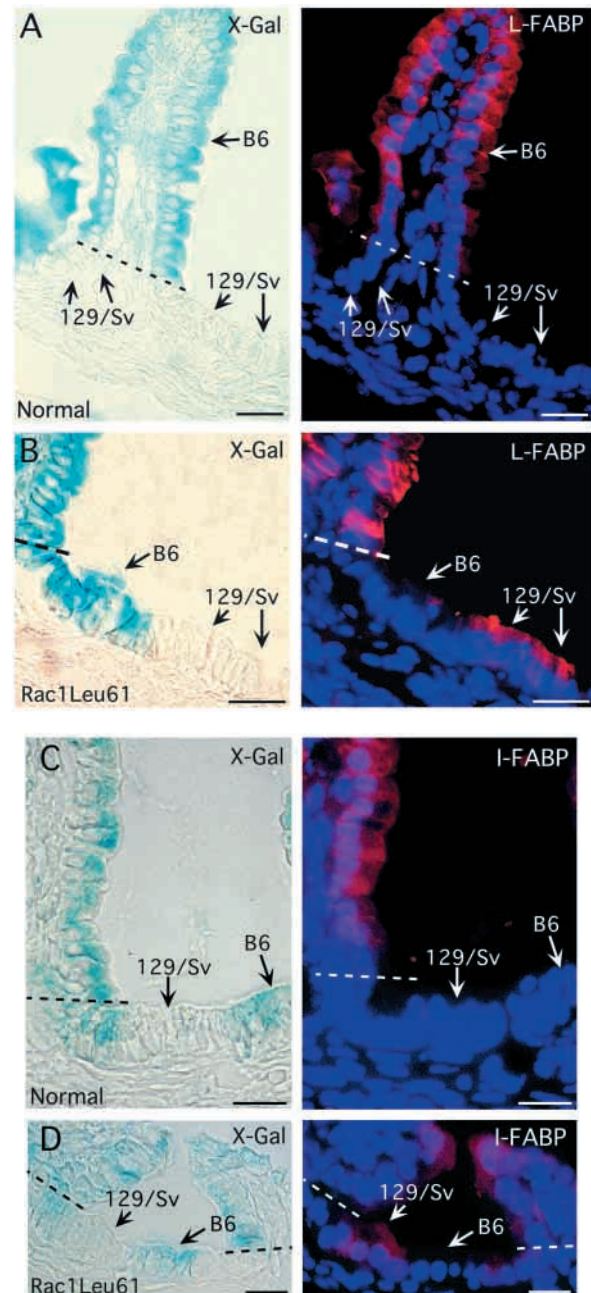 A X-Gal
B6
129/Sv
129/Sv
Normal
L-FABP
B6
129/Sv
129/Sv
B X-Gal
B6
129/Sv
Rac1Leu61
L-FABP
B6
129/Sv
C X-Gal
B6
129/Sv
Normal
I-FABP
B6
129/Sv
D X-Gal
129/Sv
B6
Rac1Leu61
I-FABP
129/Sv
B6